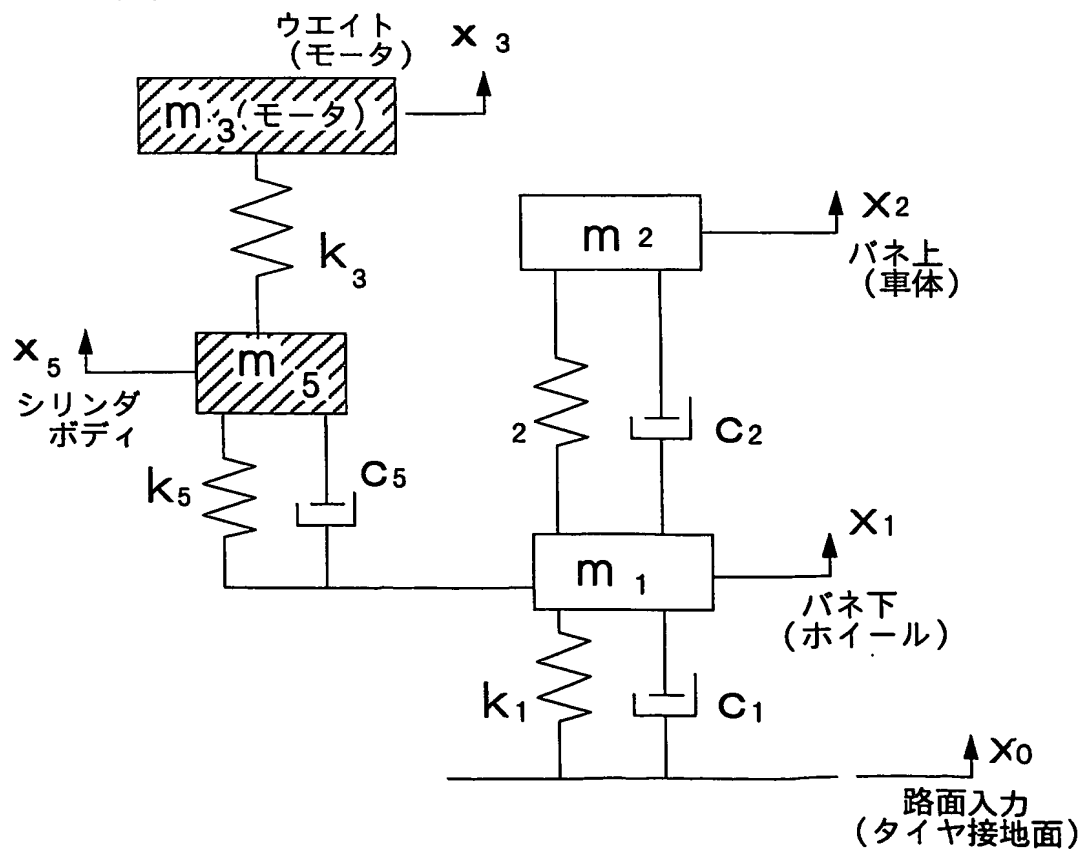 ウエイト
(モータ)
x 3
m 3 (モータ)
k 3
x2
m 2
バネ上
(車体)
x 5
m 5
シリンダ
ボディ
2
c2
k5
c5
x1
m 1
バネ下
(ホイール)
k1
c1
x0
路面入力
(タイヤ接地面)